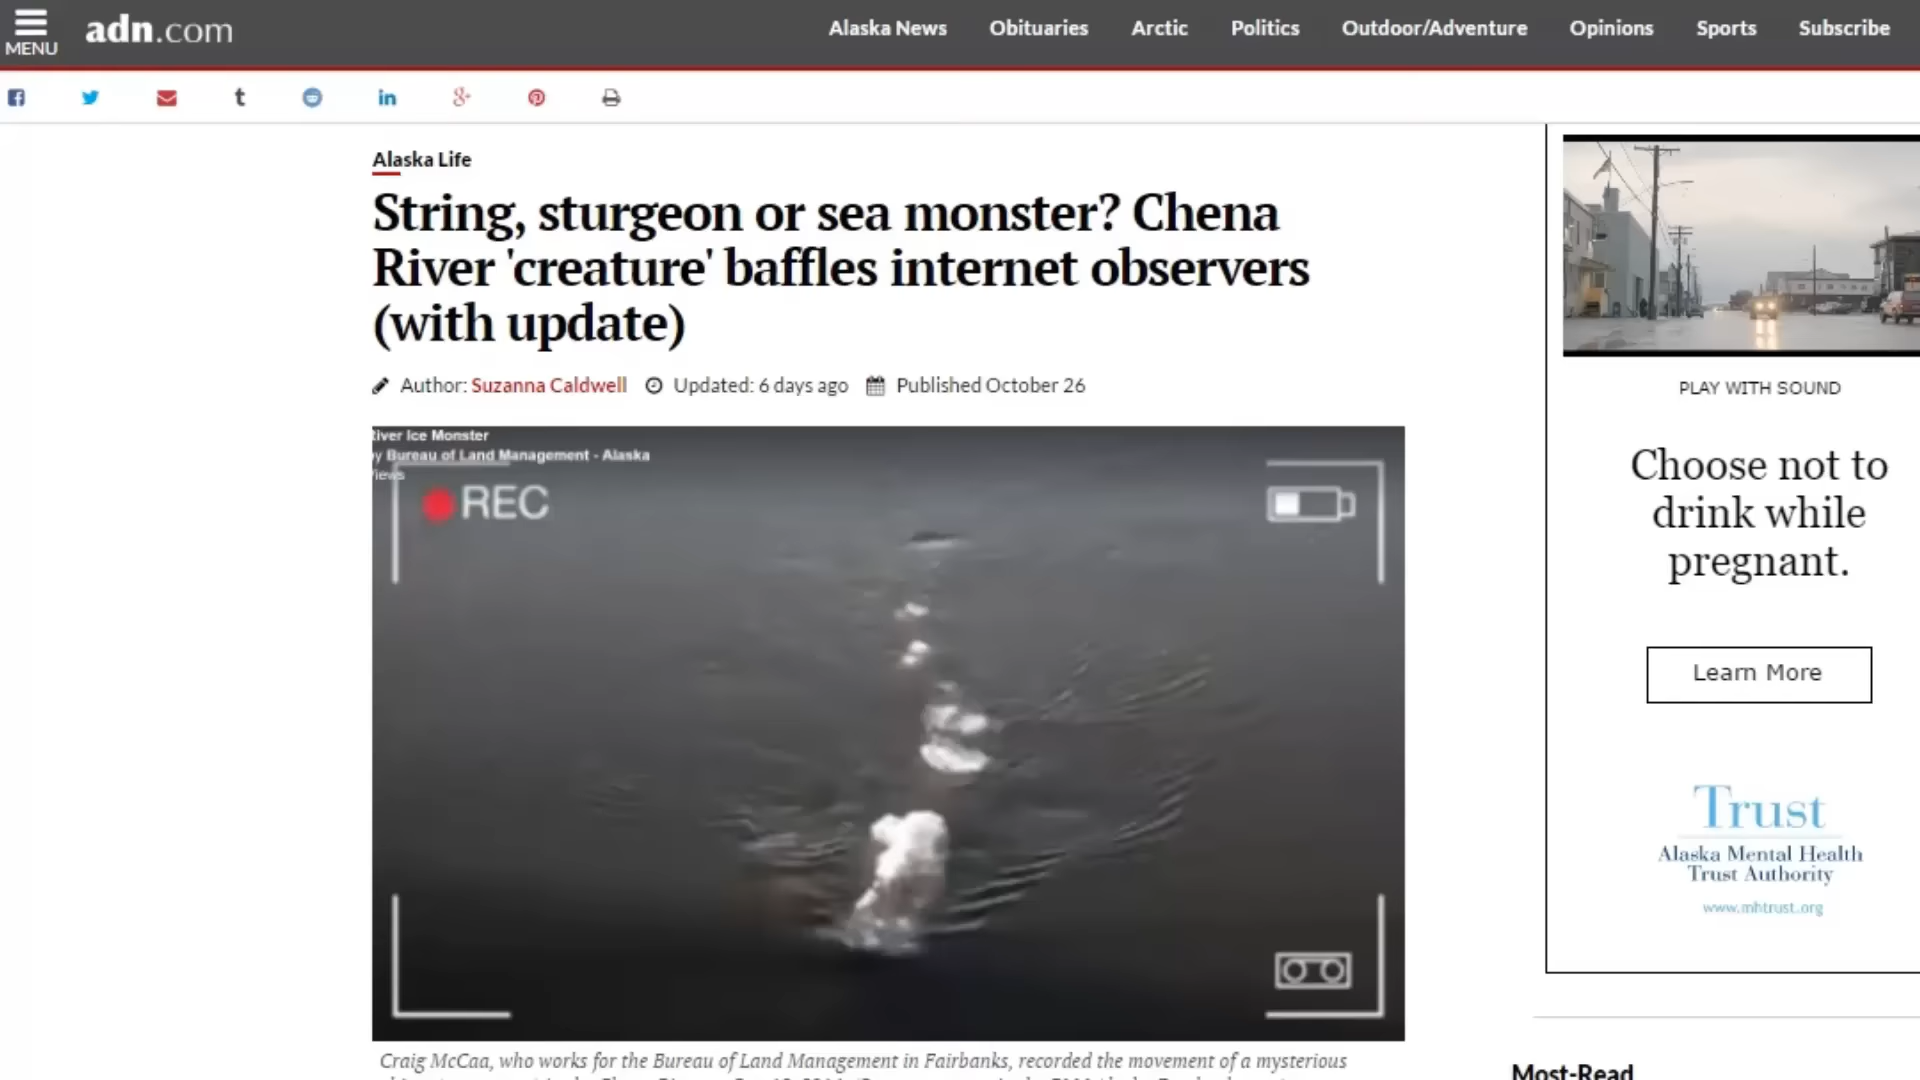 MENU
adn.com
Alaska News
Obituaries
Arctic
Politics
Outdoor/Adventure
Opinions
Sports
Subscribe
Alaska Life
String, sturgeon or sea monster? Chena
River 'creature' baffles internet observers
(with update)
Author: Suzanna Caldwell Updated: 6 days ago Published October 26
River Ice Monster
by Bureau of Land Management - Alaska
Views
REC
Craig McCaa, who works for the Bureau of Land Management in Fairbanks, recorded the movement of a mysterious
PLAY WITH SOUND
Choose not to
drink while
pregnant.
Learn More
Trust
Alaska Mental Health
Trust Authority
www.mhtrust.org
Most-Read